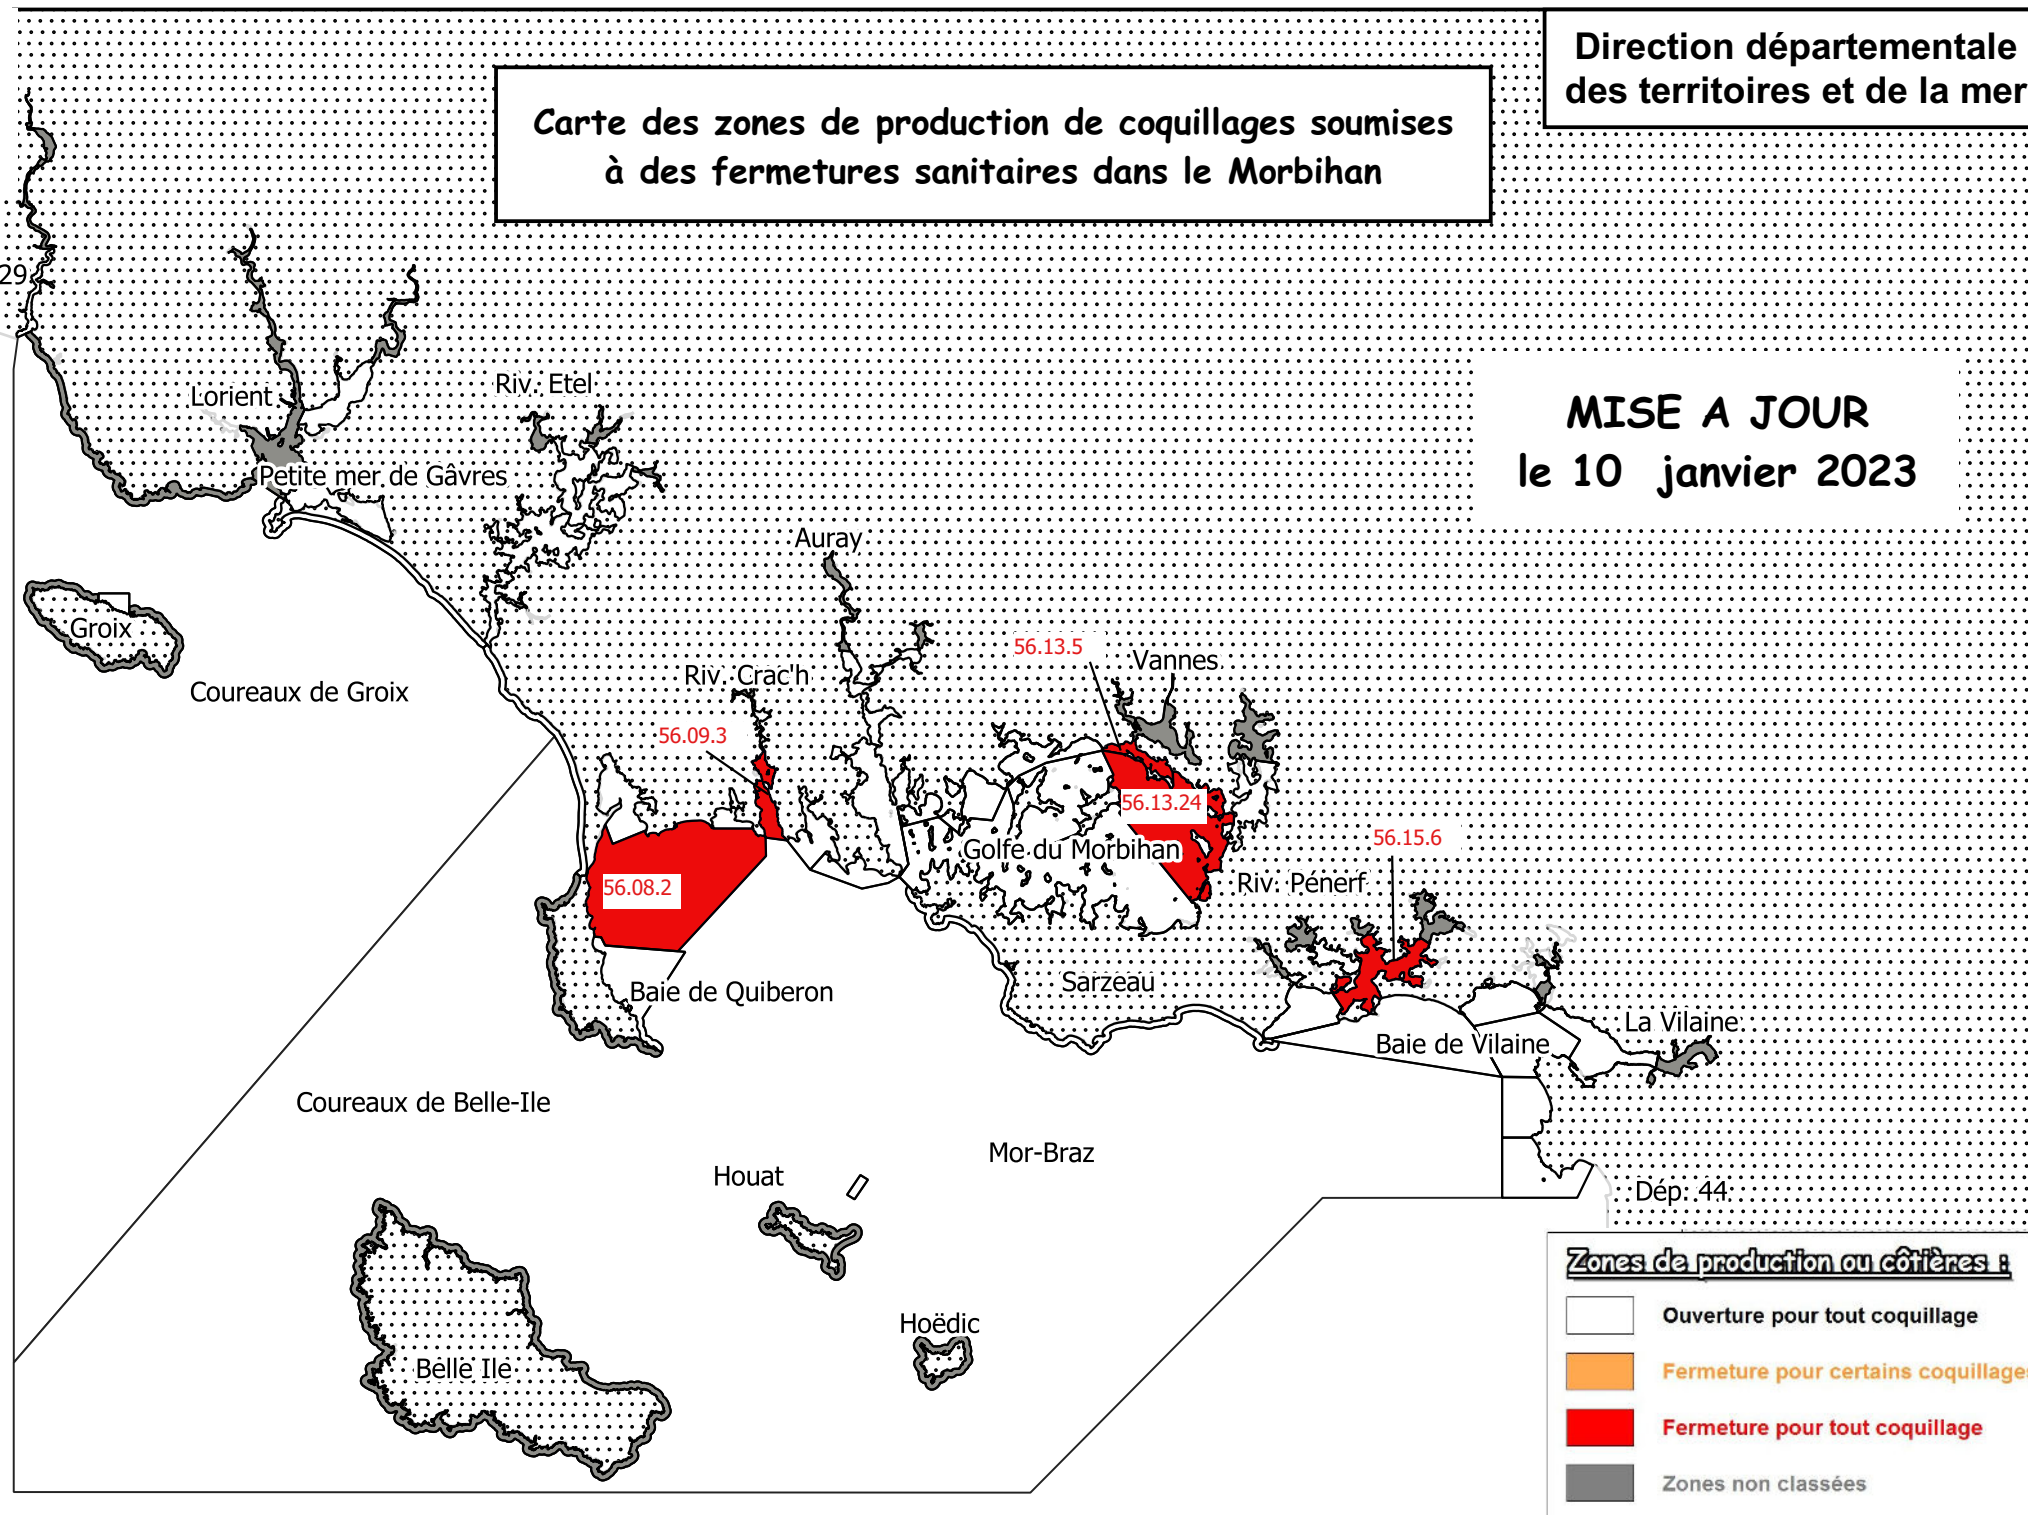 Direction départementale
des territoires et de la mer
Carte des zones de production de coquillages soumises
à des fermetures sanitaires dans le Morbihan
29
MISE A JOUR
le 10 janvier 2023
Lorient
Riv. Etel
Petite mer de Gâvres
Auray
Groix
56.13.5
Vannes
Riv. Crac'h
Coureaux de Groix
56.09.3
56.13.24
56.15.6
Golfe du Morbihan
56.08.2
Riv. Pénerf
Sarzeau
Baie de Quiberon
La Vilaine
Baie de Vilaine
Coureaux de Belle-Ile
Mor-Braz
Houat
Dép. 44
Hoëdic
Belle Ile
Zones de production ou côtières :
Ouverture pour tout coquillage
Fermeture pour certains coquillages
Fermeture pour tout coquillage
Zones non classées